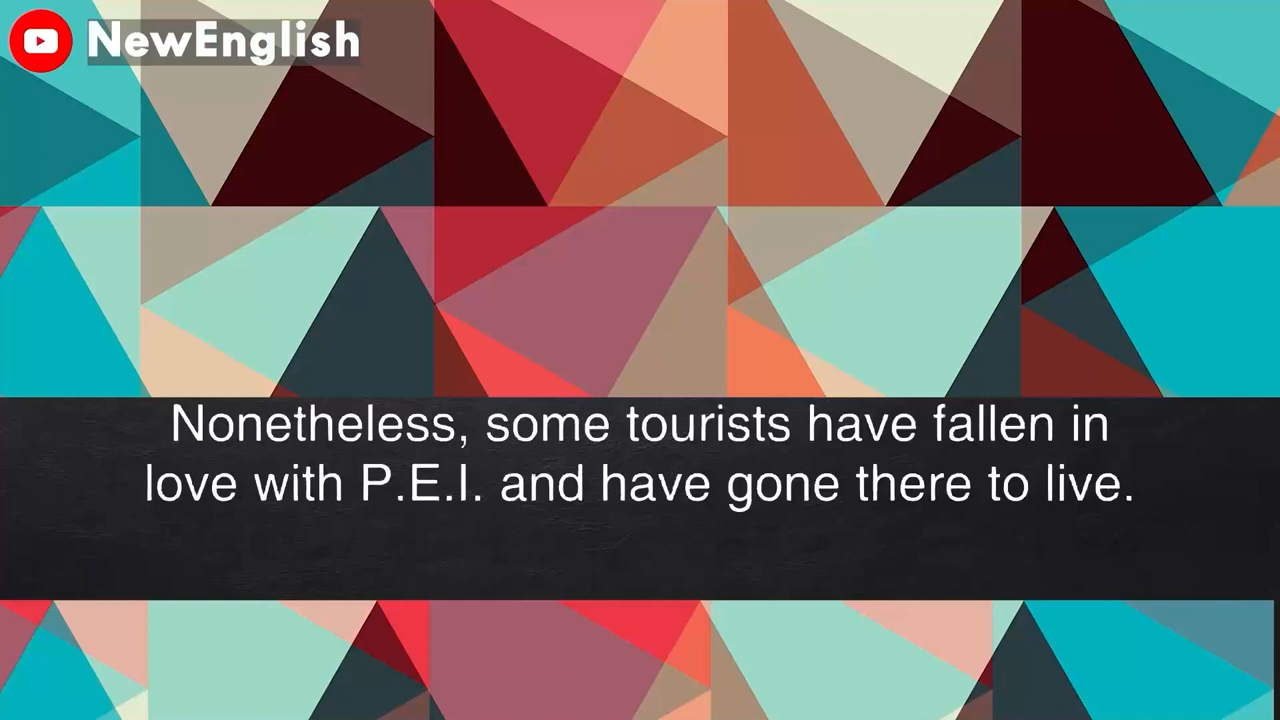 NewEnglish
Nonetheless, some tourists have fallen in
love with P.E.I. and have gone there to live.